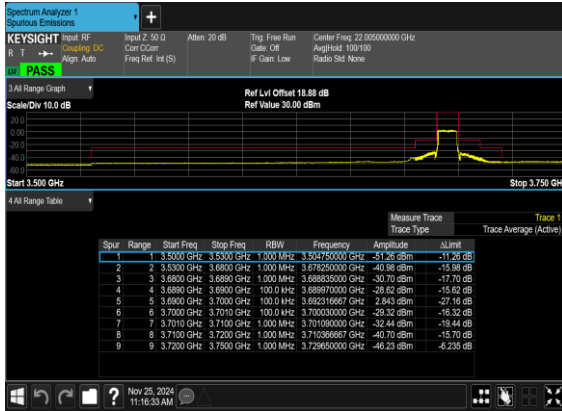 Spectrum Analyzer 1
Spurious Emissions
+
KEYSIGHT Input: RF Input Z: 50 Ω Atten: 20 dB Trig: Free Run Center Freq: 22.005000000 GHz
R T Coupling: DC Corr CCorr Gate: Off Avg|Hold: 100/100
Align: Auto Freq Ref: Int (S) IF Gain: Low Radio Std: None
PASS
3 All Range Graph Ref Lvl Offset 18.88 dB
Scale/Div 10.0 dB Ref Value 30.00 dBm
20.0
0.00
-20.0
-40.0
-60.0
Start 3.500 GHz Stop 3.750 GH
4 All Range Table
Measure Trace Trace 1
Trace Type Trace Average (Active)
Spur Range Start Freq Stop Freq RBW Frequency Amplitude ΔLimit
1 1 3.5000 GHz 3.5300 GHz 1.000 MHz 3.504750000 GHz -51.26 dBm -11.26 dB
2 2 3.5300 GHz 3.6800 GHz 1.000 MHz 3.678250000 GHz -40.98 dBm -15.98 dB
3 3 3.6800 GHz 3.6890 GHz 1.000 MHz 3.688835000 GHz -30.70 dBm -17.70 dB
4 4 3.6890 GHz 3.6900 GHz 100.0 kHz 3.689970000 GHz -28.62 dBm -15.62 dB
5 5 3.6900 GHz 3.7000 GHz 100.0 kHz 3.692316667 GHz 2.843 dBm -27.16 dB
6 6 3.7000 GHz 3.7010 GHz 100.0 kHz 3.700030000 GHz -29.32 dBm -16.32 dB
7 7 3.7010 GHz 3.7100 GHz 1.000 MHz 3.701090000 GHz -32.44 dBm -19.44 dB
8 8 3.7100 GHz 3.7200 GHz 1.000 MHz 3.710366667 GHz -40.70 dBm -15.70 dB
9 9 3.7200 GHz 3.7500 GHz 1.000 MHz 3.729650000 GHz -46.23 dBm -6.235 dB
? Nov 25, 2024
11:16:33 AM